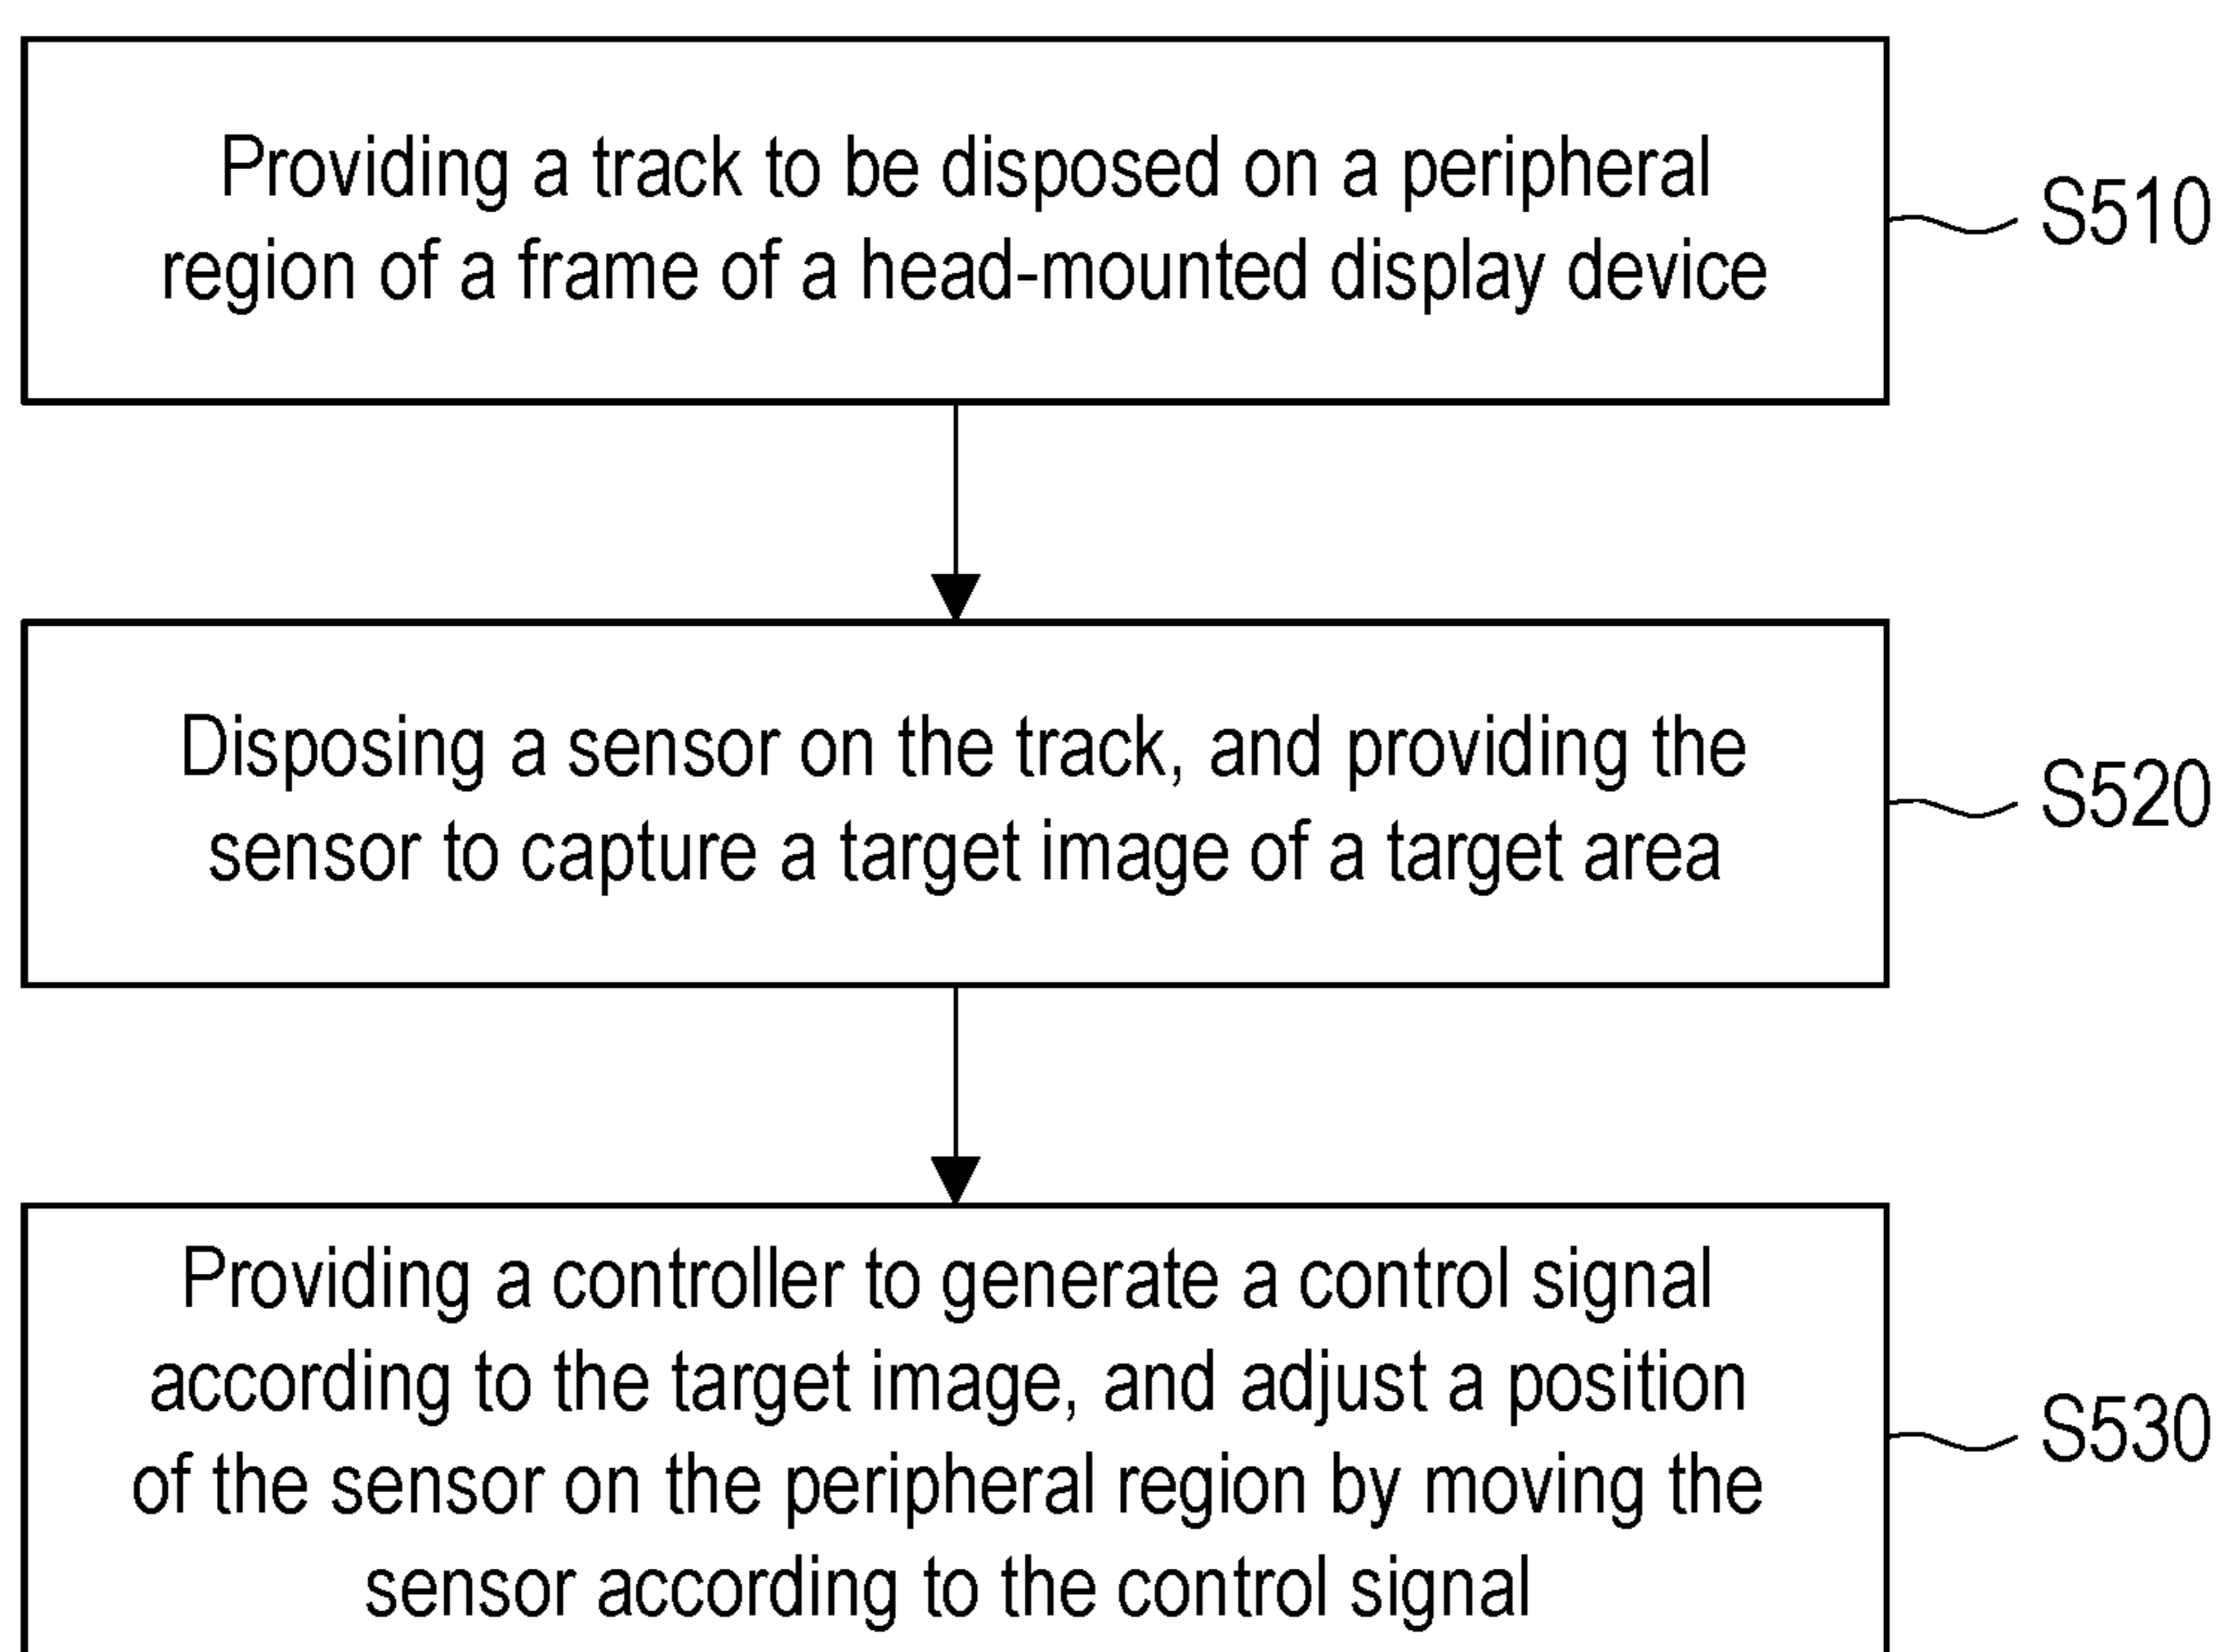 Providing a track to be disposed on a peripheral
region of a frame of a head-mounted display device
S510
Disposing a sensor on the track, and providing the
sensor to capture a target image of a target area
S520
Providing a controller to generate a control signal
according to the target image, and adjust a position
of the sensor on the peripheral region by moving the
sensor according to the control signal
S530